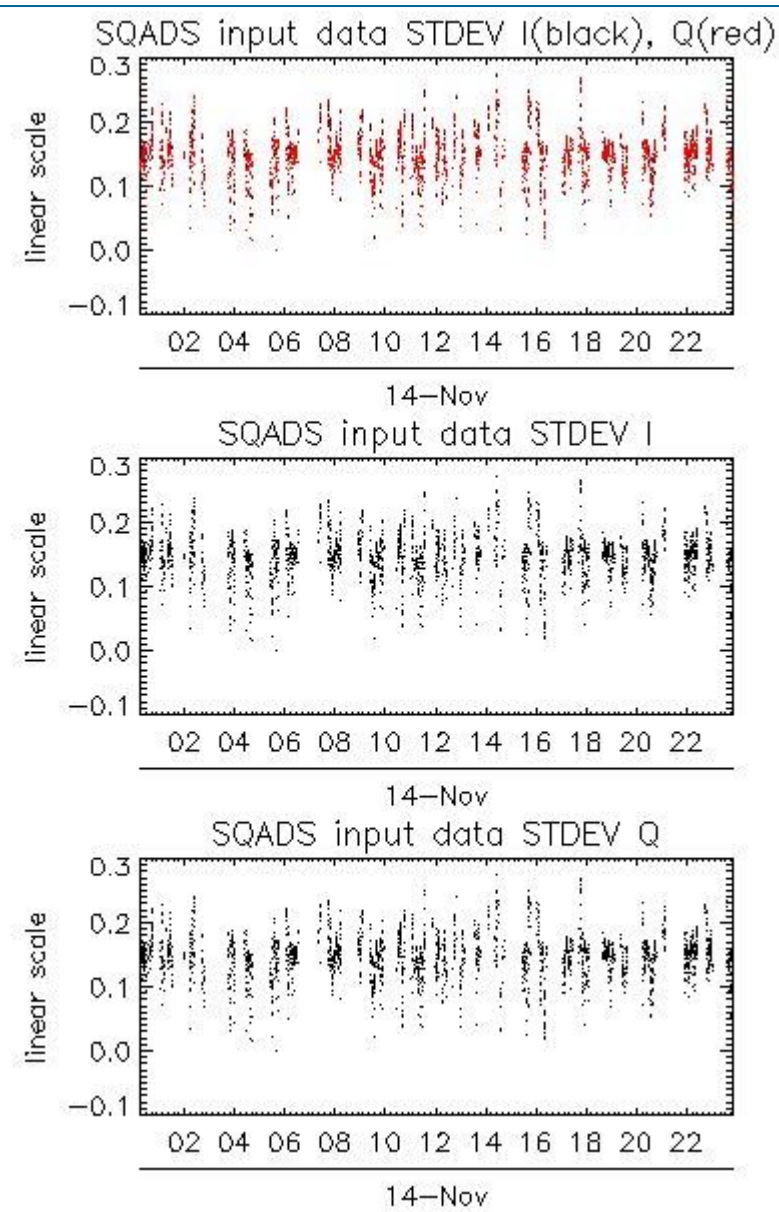 SQADS input data STDEV I(black), Q(red)
linear scale
0.3
0.2
0.1
0.0
−0.1
02 04 06 08 10 12 14 16 18 20 22
14−Nov
SQADS input data STDEV I
linear scale
0.3
0.2
0.1
0.0
−0.1
02 04 06 08 10 12 14 16 18 20 22
14−Nov
SQADS input data STDEV Q
linear scale
0.3
0.2
0.1
0.0
−0.1
02 04 06 08 10 12 14 16 18 20 22
14−Nov